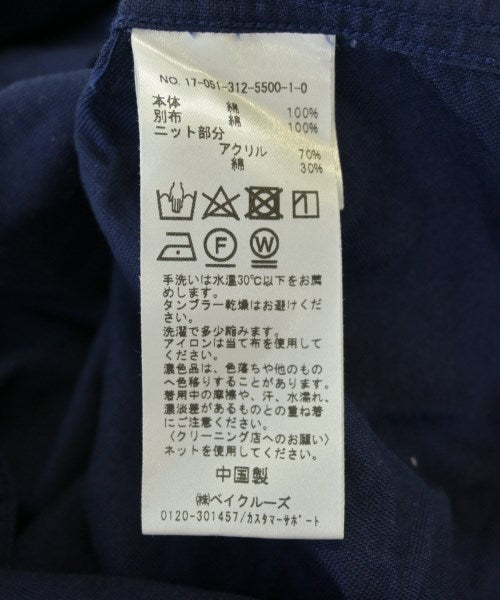 NO. 17-051-312-5500-1-0
本体 綿 100%
別布 綿 100%
ニット部分
アクリル 70%
綿 30%
F W
手洗いは水温30℃以下をお薦
めします。
タンブラー乾燥はお避けくださ
い。
洗濯で多少縮みます。
アイロンは当て布を使用して
ください。
濃色品は、色落ちや他のもの
へ色移りすることがあります。
着用中の摩擦や、汗、水濡れ、
濃淡差があるものとの重ね着
にご注意ください。
〈クリーニング店へのお願い〉
ネットを使用してください。
中国製
㈱ベイクルーズ
0120-301457/カスタマーサポート